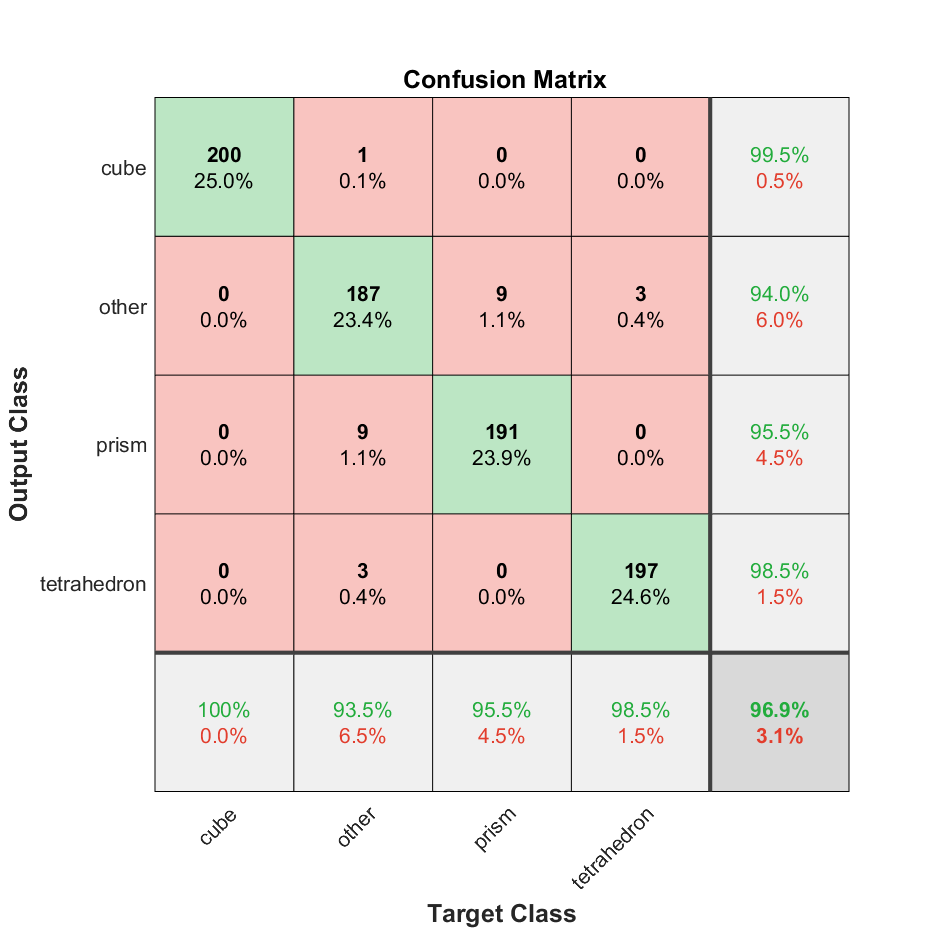 Confusion Matrix
cube
200 1 0 0 99.5%
25.0% 0.1% 0.0% 0.0% 0.5%
other
0 187 9 3 94.0%
0.0% 23.4% 1.1% 0.4% 6.0%
prism
0 9 191 0 95.5%
0.0% 1.1% 23.9% 0.0% 4.5%
tetrahedron
0 3 0 197 98.5%
0.0% 0.4% 0.0% 24.6% 1.5%
100% 93.5% 95.5% 98.5% 96.9%
0.0% 6.5% 4.5% 1.5% 3.1%
cube other prism tetrahedron
Target Class
Output Class